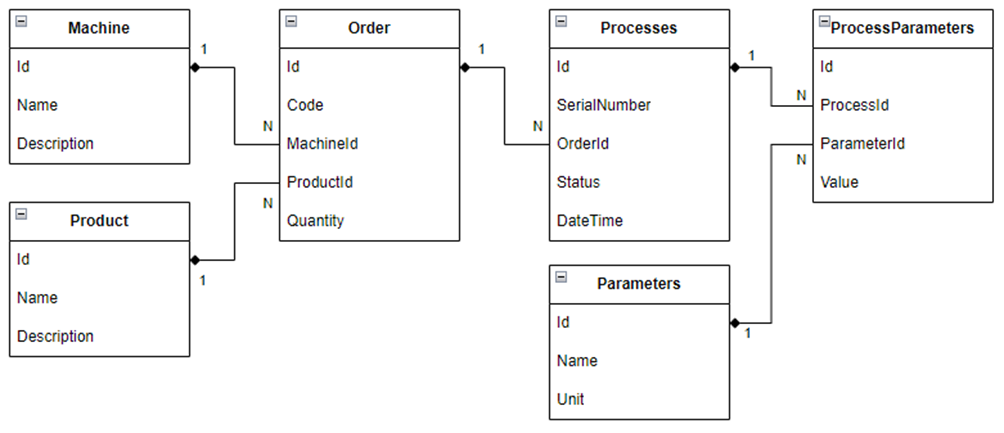 Machine
Id
Name
Description
1
N
Product
Id
Name
Description
1
N
Order
Id
Code
MachineId
ProductId
Quantity
1
N
Processes
Id
SerialNumber
OrderId
Status
DateTime
1
N
Parameters
Id
Name
Unit
1
N
ProcessParameters
Id
ProcessId
ParameterId
Value